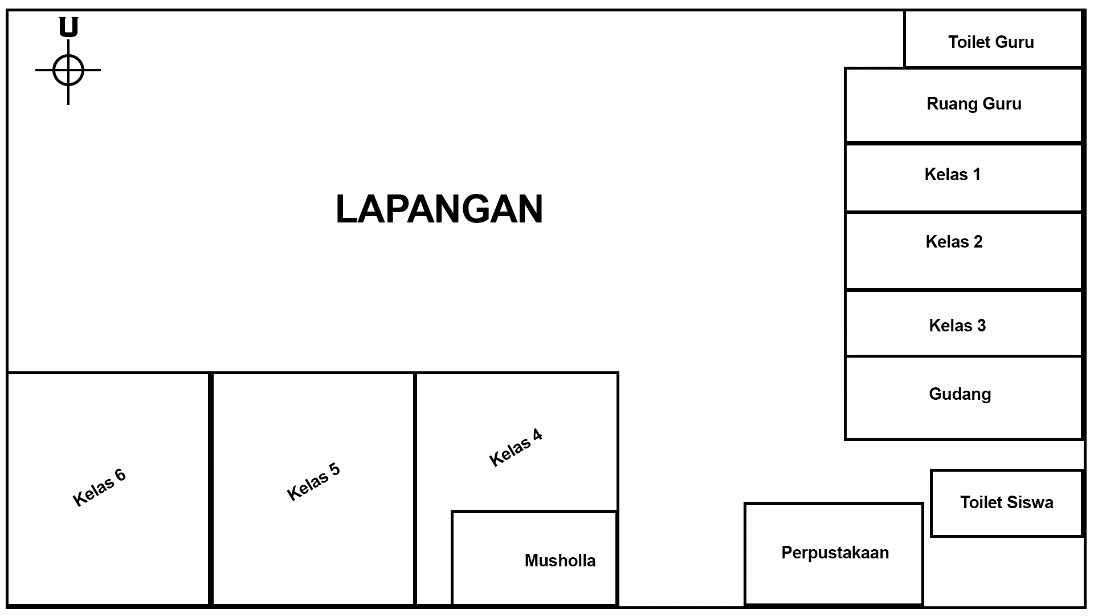 U
Toilet Guru
Ruang Guru
Kelas 1
LAPANGAN
Kelas 2
Kelas 3
Gudang
Kelas 6
Kelas 5
Kelas 4
Toilet Siswa
Musholla
Perpustakaan